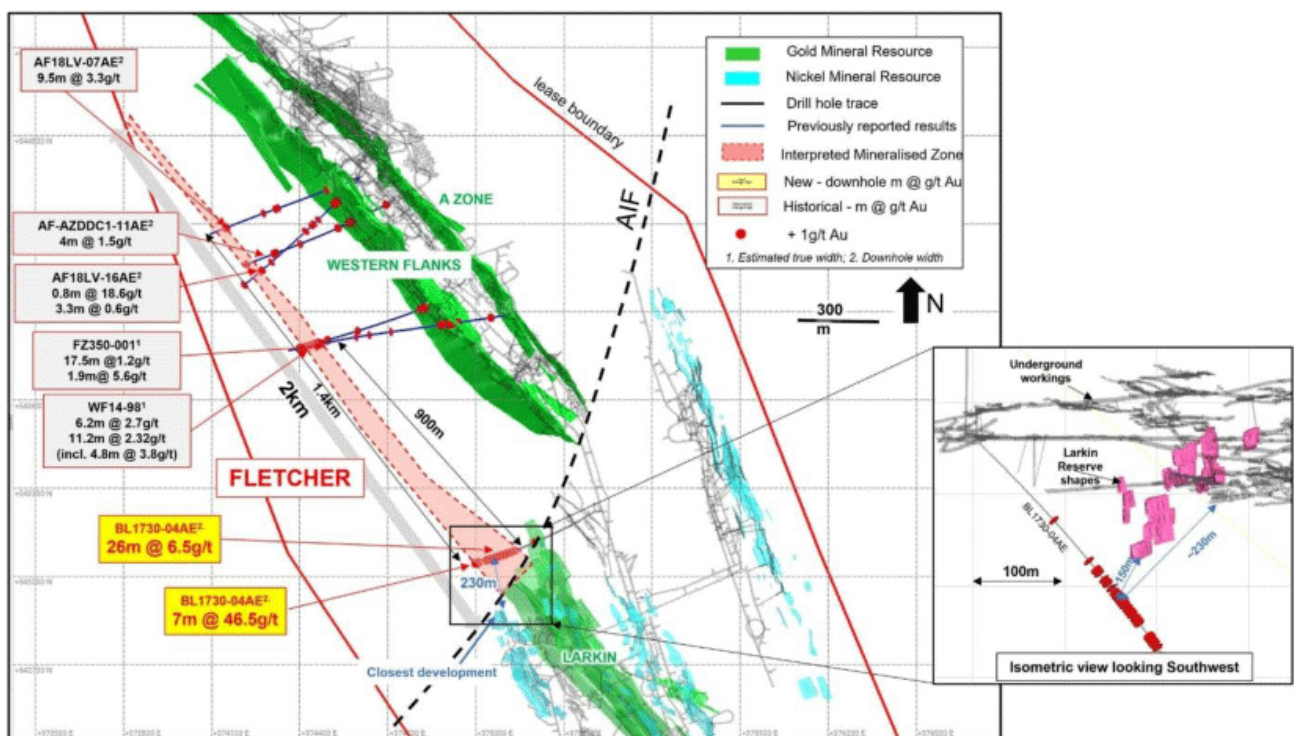 AF18LV-07AE²
9.5m @ 3.3g/t
AF-AZDDC1-11AE²
4m @ 1.5g/t
AF18LV-16AE²
0.8m @ 18.6g/t
3.3m @ 0.6g/t
FZ350-001¹
17.5m @1.2g/t
1.9m@ 5.6g/t
WF14-98¹
6.2m @ 2.7g/t
11.2m @ 2.32g/t
(incl. 4.8m @ 3.8g/t)
FLETCHER
BL1730-04AE²·
26m @ 6.5g/t
BL1730-04AE²·
7m @ 46.5g/t
Closest development
2km
1.4km
900m
230m
A ZONE
WESTERN FLANKS
LARKIN
AIF
lease boundary
Gold Mineral Resource
Nickel Mineral Resource
Drill hole trace
Previously reported results
Interpreted Mineralised Zone
New - downhole m @ g/t Au
Historical - m @ g/t Au
+ 1g/t Au
1. Estimated true width; 2. Downhole width
300
m
N
Underground
workings
Larkin
Reserve
shapes
BL1730-04AE
~230m
~150m
100m
Isometric view looking Southwest